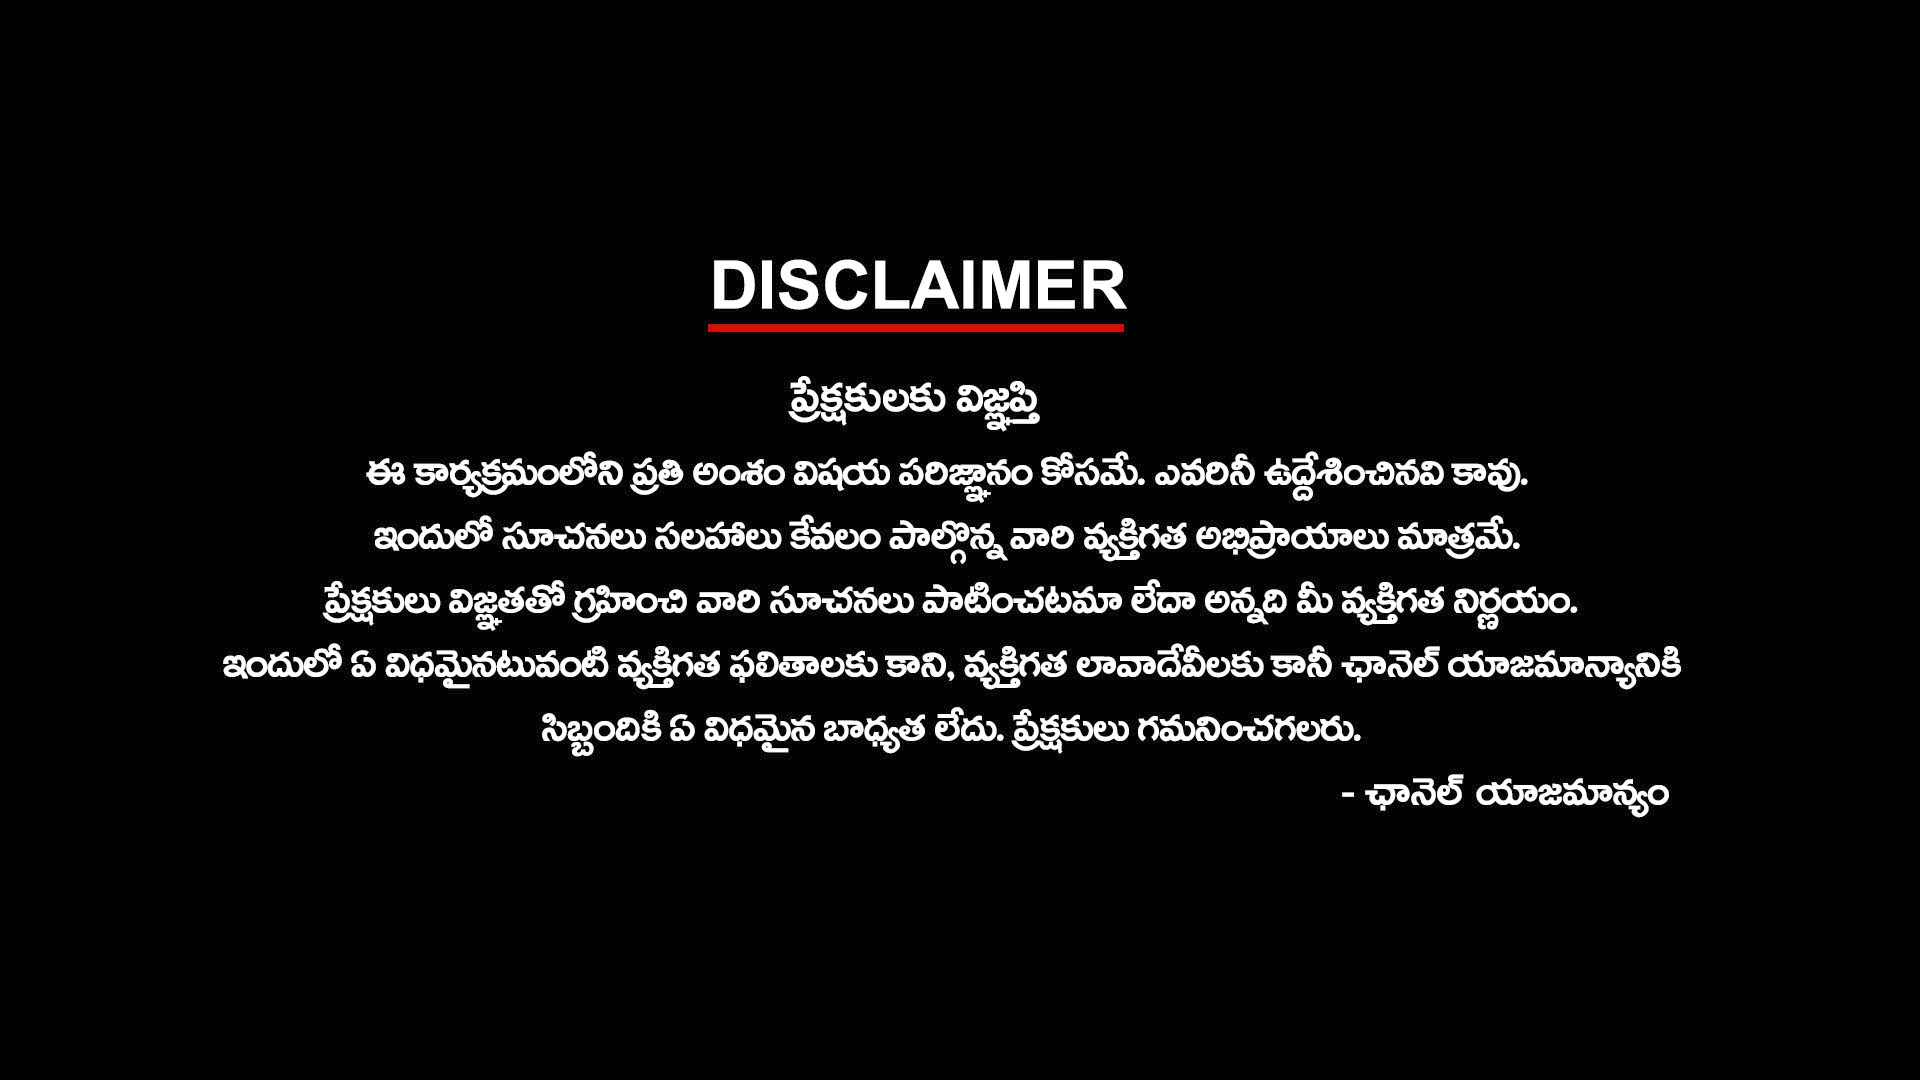 DISCLAIMER
ప్రేక్షకులకు విజ్ఞప్తి
ఈ కార్యక్రమంలోని ప్రతి అంశం విషయ పరిజ్ఞానం కోసమే. ఎవరినీ ఉద్దేశించినవి కావు.
ఇందులో సూచనలు సలహాలు కేవలం పాల్గొన్న వారి వ్యక్తిగత అభిప్రాయాలు మాత్రమే.
ప్రేక్షకులు విజ్ఞతతో గ్రహించి వారి సూచనలు పాటించటమా లేదా అన్నది మీ వ్యక్తిగత నిర్ణయం.
ఇందులో ఏ విధమైనటువంటి వ్యక్తిగత ఫలితాలకు కాని, వ్యక్తిగత లావాదేవీలకు కానీ ఛానెల్ యాజమాన్యానికి
సిబ్బందికి ఏ విధమైన బాధ్యత లేదు. ప్రేక్షకులు గమనించగలరు.
- ఛానెల్ యాజమాన్యం